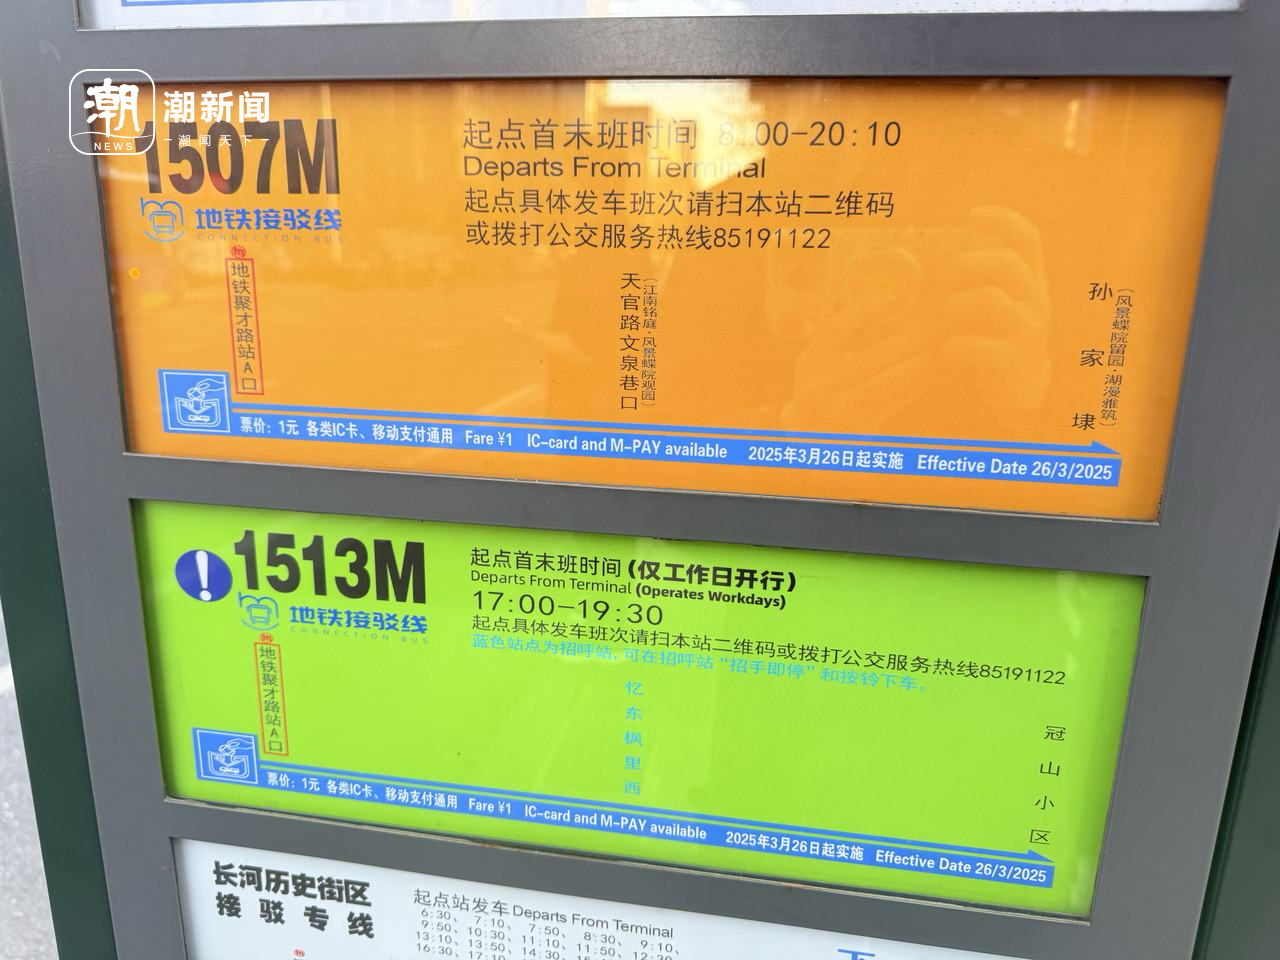 潮 潮新闻
NEWS —潮闻天下—
1507M
地铁接驳线
CONNECTION BUS
起点首末班时间 8:00-20:10
Departs From Terminal
起点具体发车班次请扫本站二维码
或拨打公交服务热线85191122
地铁聚才路站A口
天官路文泉巷口
（江南铭庭·风景蝶院观园）
孙家埭
（风景蝶院留园·湖漫雅筑）
票价：1元 各类IC卡、移动支付通用 Fare ¥1 IC-card and M-PAY available 2025年3月26日起实施 Effective Date 26/3/2025
!
1513M
地铁接驳线
CONNECTION BUS
起点首末班时间（仅工作日开行）
Departs From Terminal (Operates Workdays)
17:00-19:30
起点具体发车班次请扫本站二维码或拨打公交服务热线85191122
蓝色站点为招呼站，可在招呼站“招手即停”和按铃下车。
地铁聚才路站A口
忆东枫里西
冠山小区
票价：1元 各类IC卡、移动支付通用 Fare ¥1 IC-card and M-PAY available 2025年3月26日起实施 Effective Date 26/3/2025
长河历史街区
接驳专线
起点站发车 Departs From Terminal
6:30、 7:10、 7:50、 8:30、 9:10、
9:50、10:30、11:10、11:50、12:30
13:10、13:50、14:30、
16:30、17:10